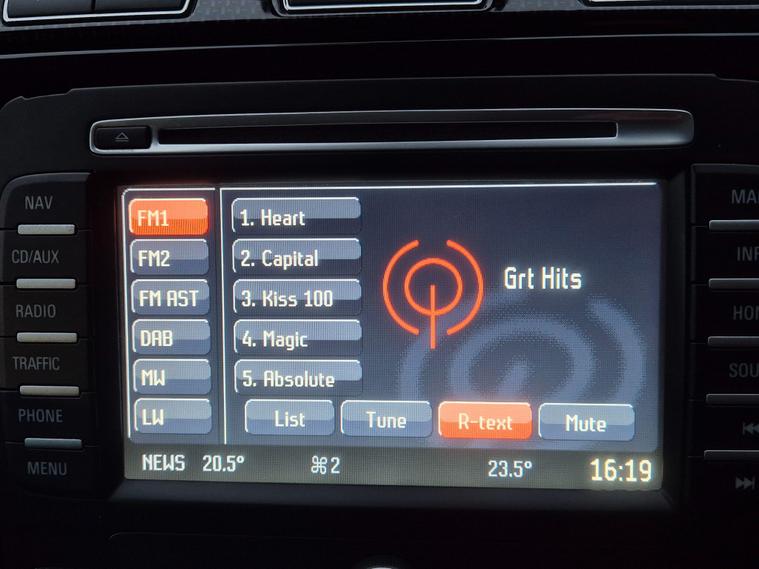 NAV
CD/AUX
RADIO
TRAFFIC
PHONE
MENU
FM1
FM2
FM AST
DAB
MW
LW
1. Heart
2. Capital
3. Kiss 100
4. Magic
5. Absolute
Grt Hits
List Tune R-text Mute
NEWS 20.5° ⌘2 23.5° 16:19